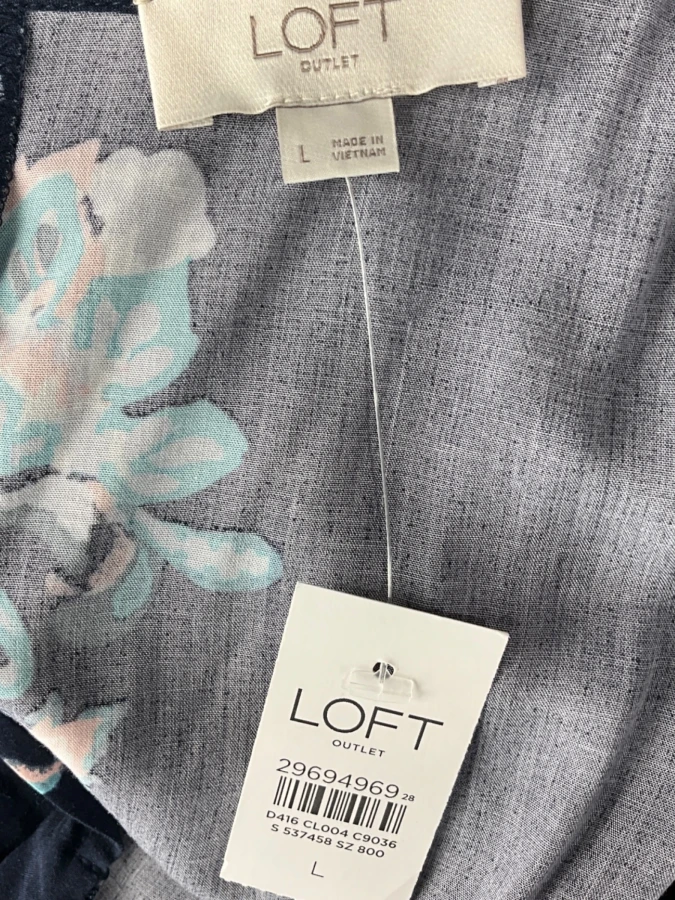 LOFT
OUTLET
L
MADE IN
VIETNAM
LOFT
OUTLET
29694969 28
D416 CL004 C9036
S 537458 SZ 800
L